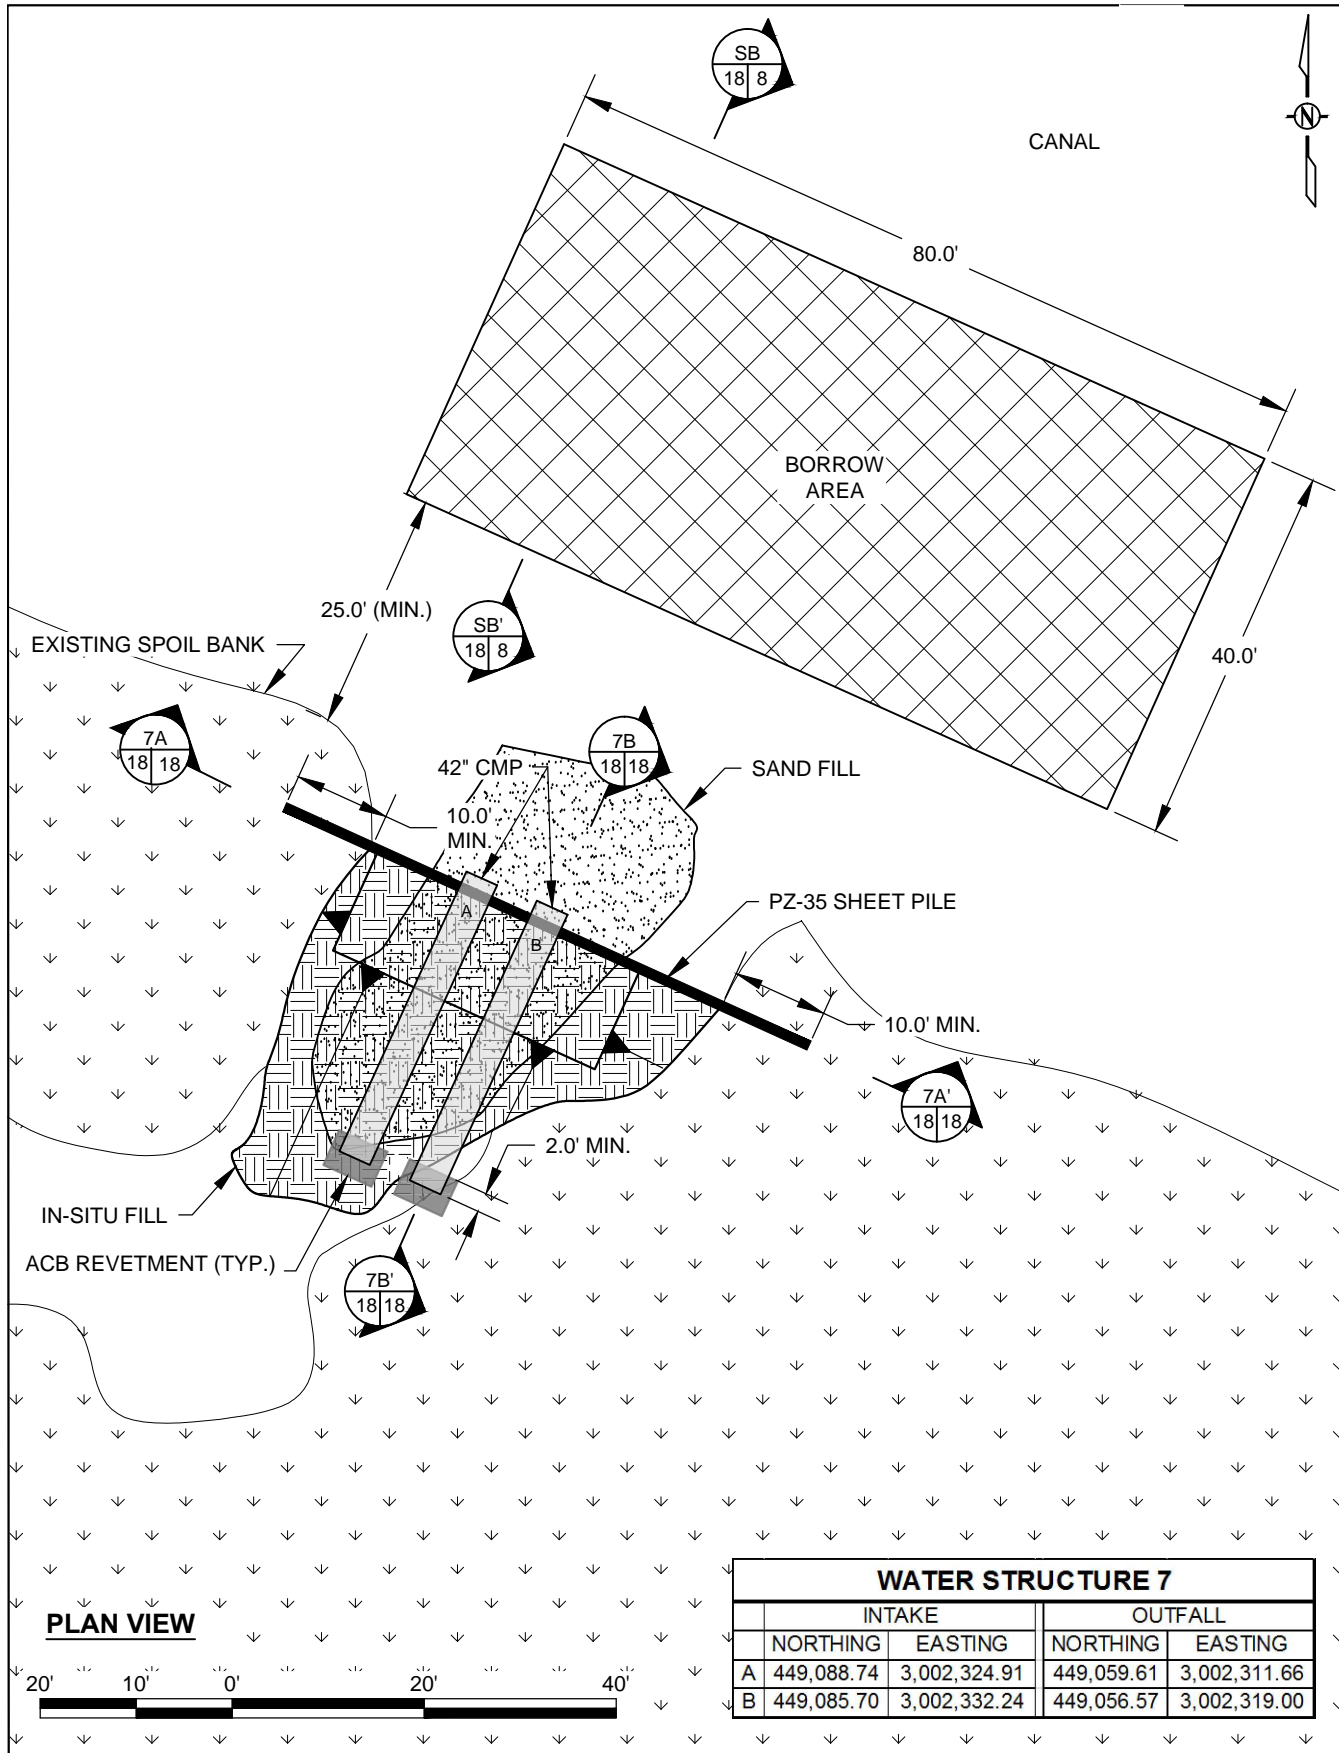 SB
18 8
N
CANAL
80.0'
BORROW
AREA
25.0' (MIN.)
SB'
18 8
40.0'
EXISTING SPOIL BANK
7A
18 18
42" CMP
7B
18 18
SAND FILL
10.0'
MIN.
PZ-35 SHEET PILE
A
B
10.0' MIN.
7A'
18 18
2.0' MIN.
IN-SITU FILL
ACB REVETMENT (TYP.)
7B'
18 18
PLAN VIEW
20' 10' 0' 20' 40'
WATER STRUCTURE 7
INTAKE OUTFALL
NORTHING EASTING NORTHING EASTING
A 449,088.74 3,002,324.91 449,059.61 3,002,311.66
B 449,085.70 3,002,332.24 449,056.57 3,002,319.00